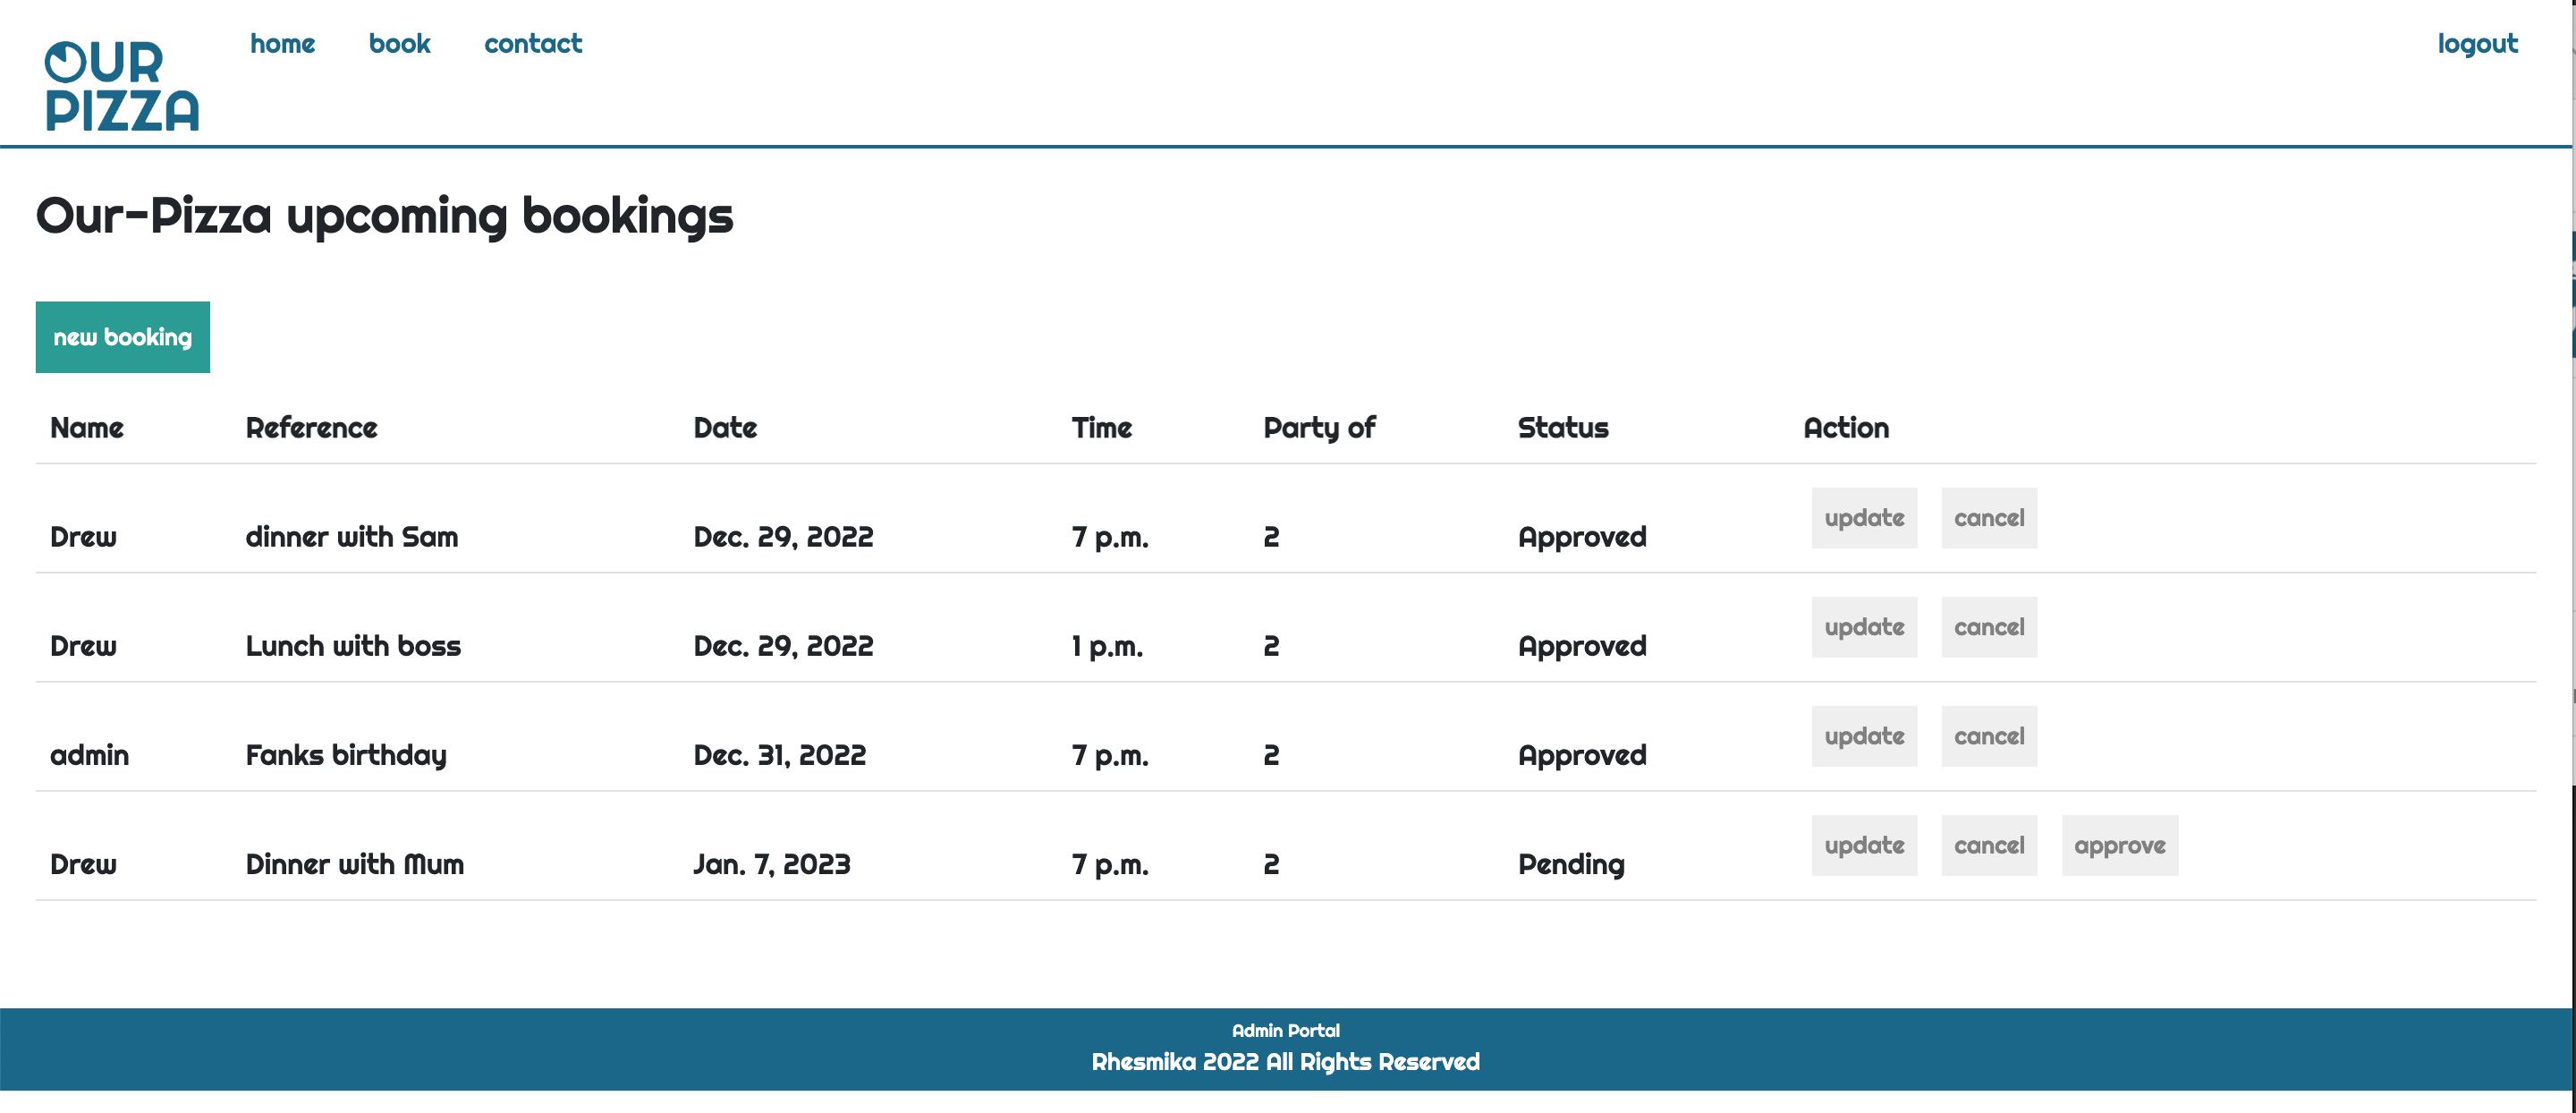 OUR PIZZA
home book contact logout
Our-Pizza upcoming bookings
new booking
Name Reference Date Time Party of Status Action
Drew dinner with Sam Dec. 29, 2022 7 p.m. 2 Approved update cancel
Drew Lunch with boss Dec. 29, 2022 1 p.m. 2 Approved update cancel
admin Fanks birthday Dec. 31, 2022 7 p.m. 2 Approved update cancel
Drew Dinner with Mum Jan. 7, 2023 7 p.m. 2 Pending update cancel approve
Admin Portal
Rhesmika 2022 All Rights Reserved